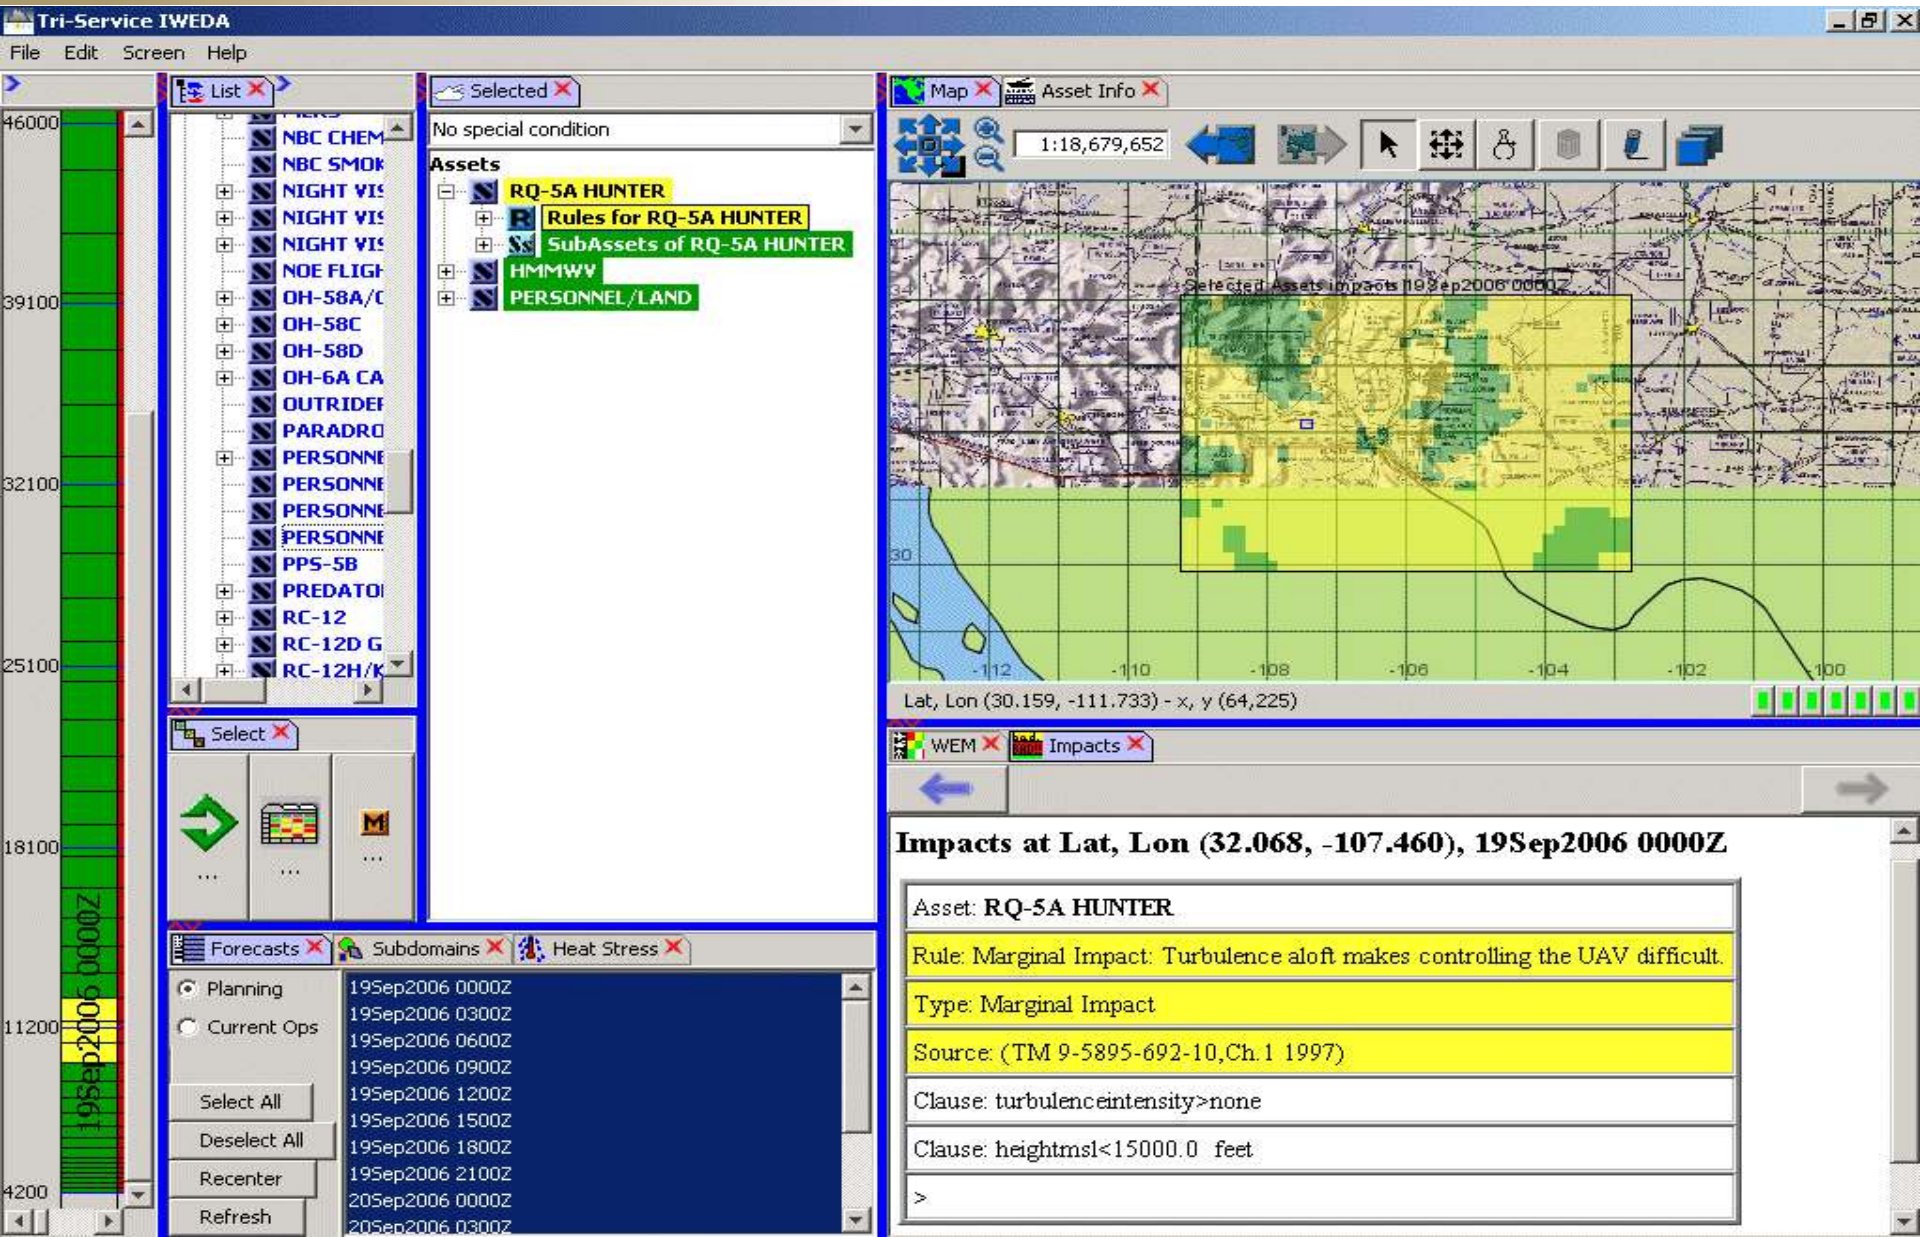 Tri-Service IWEDA
File Edit Screen Help
46000
39100
32100
25100
18100
11200
4200
19Sep2006 0000Z
List
NBC CHEM
NBC SMOK
NIGHT VIS
NIGHT VIS
NIGHT VIS
NOE FLIGH
OH-58A/C
OH-58C
OH-58D
OH-6A CA
OUTRIDER
PARADRO
PERSONNE
PERSONNE
PERSONNE
PERSONNE
PPS-5B
PREDATO
RC-12
RC-12D G
RC-12H/K
Select
...
...
...
Selected
No special condition
Assets
RQ-5A HUNTER
R Rules for RQ-5A HUNTER
SubAssets of RQ-5A HUNTER
HMMWV
PERSONNEL/LAND
Forecasts Subdomains Heat Stress
Planning
Current Ops
Select All
Deselect All
Recenter
Refresh
19Sep2006 0000Z
19Sep2006 0300Z
19Sep2006 0600Z
19Sep2006 0900Z
19Sep2006 1200Z
19Sep2006 1500Z
19Sep2006 1800Z
19Sep2006 2100Z
20Sep2006 0000Z
20Sep2006 0300Z
Map Asset Info
1:18,679,652
Selected Assets impacts 19Sep2006 0000Z
34
30
-112 -110 -108 -106 -104 -102 -100
Lat, Lon (30.159, -111.733) - x, y (64,225)
WEM Impacts
Impacts at Lat, Lon (32.068, -107.460), 19Sep2006 0000Z
Asset: RQ-5A HUNTER
Rule: Marginal Impact: Turbulence aloft makes controlling the UAV difficult.
Type: Marginal Impact
Source: (TM 9-5895-692-10,Ch.1 1997)
Clause: turbulenceintensity>none
Clause: heightmsl<15000.0 feet
>